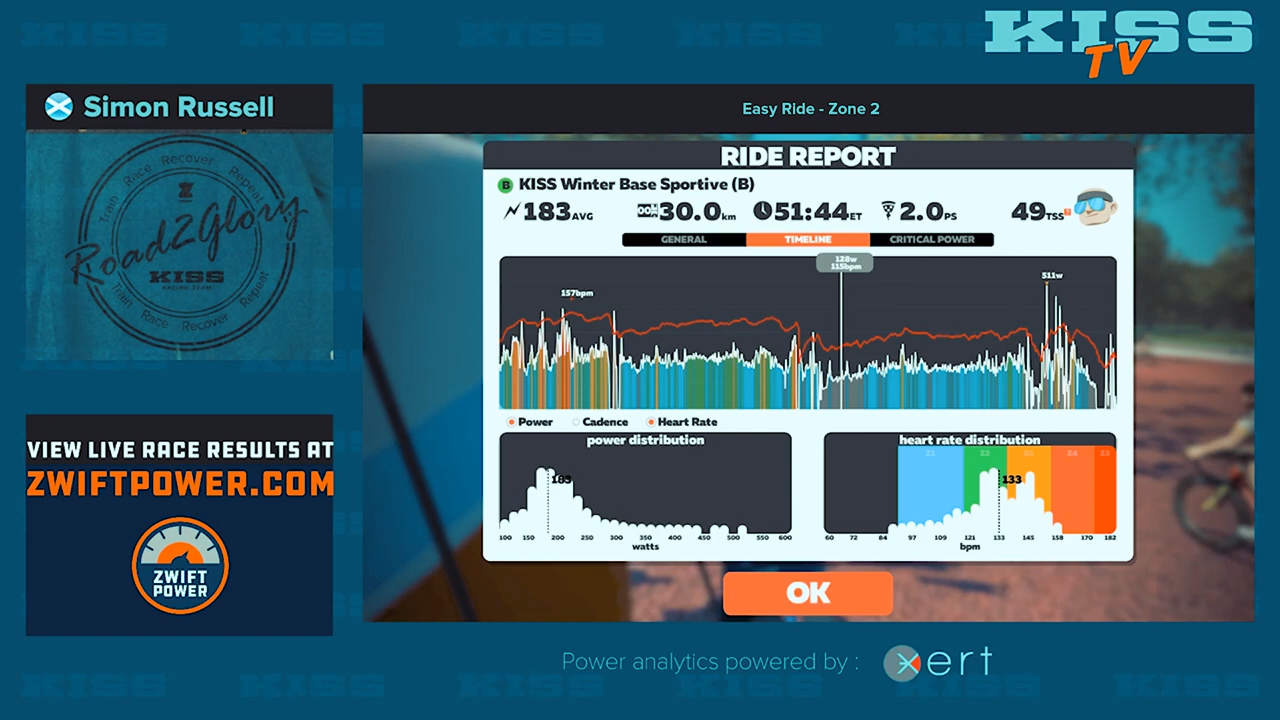 KISS
TV
Simon Russell
Easy Ride - Zone 2
Train Race Recover Repeat
Road2Glory
KISS
RACING TEAM
Train Race Recover Repeat
VIEW LIVE RACE RESULTS AT
ZWIFTPOWER.COM
ZWIFT
POWER
RIDE REPORT
B KISS Winter Base Sportive (B)
183AVG 30.0km 51:44ET 2.0PS 49TSS
GENERAL TIMELINE CRITICAL POWER
128w
115bpm
157bpm
511w
Power Cadence Heart Rate
power distribution
183
100 150 200 250 300 350 400 450 500 550 600
watts
heart rate distribution
Z1 Z2 Z3 Z4 Z5
133
60 72 84 97 109 121 133 145 158 170 182
bpm
OK
Power analytics powered by :
xert